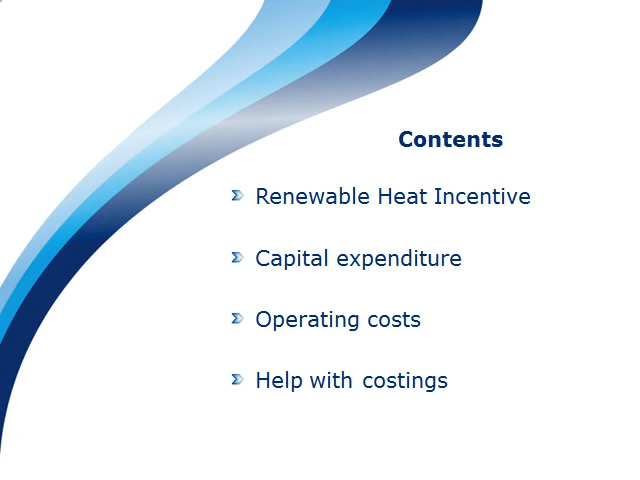 Contents
Renewable Heat Incentive
Capital expenditure
Operating costs
Help with costings